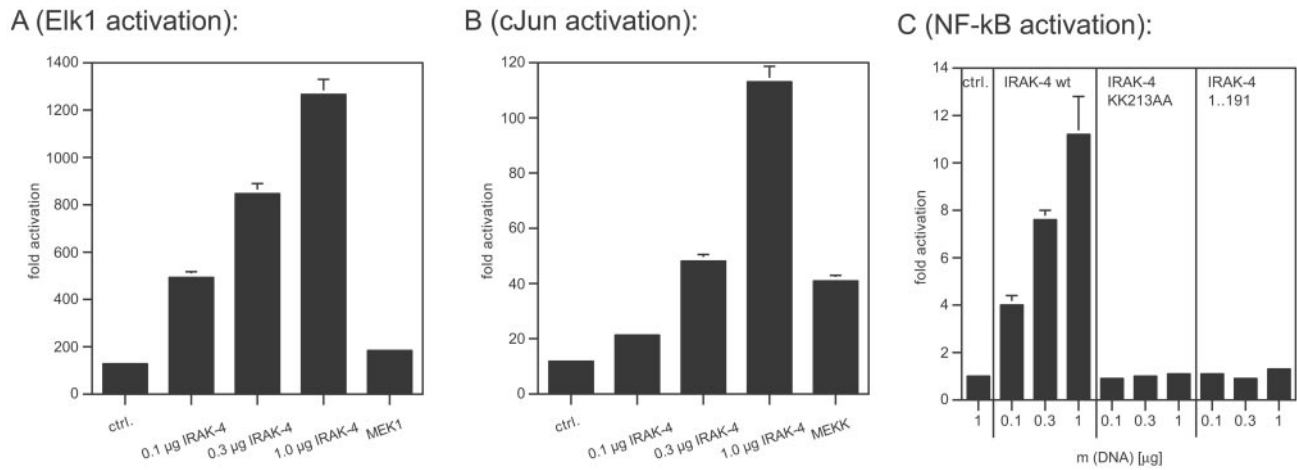 A (Elk1 activation):
fold activation
1400
1200
1000
800
600
400
200
0
ctrl.
0.1 µg IRAK-4
0.3 µg IRAK-4
1.0 µg IRAK-4
MEK1
B (cJun activation):
fold activation
120
100
80
60
40
20
0
ctrl.
0.1 µg IRAK-4
0.3 µg IRAK-4
1.0 µg IRAK-4
MEKK
C (NF-kB activation):
fold activation
14
12
10
8
6
4
2
0
ctrl.
IRAK-4 wt
IRAK-4
KK213AA
IRAK-4
1..191
1
0.1
0.3
1
0.1
0.3
1
0.1
0.3
1
m (DNA) [µg]